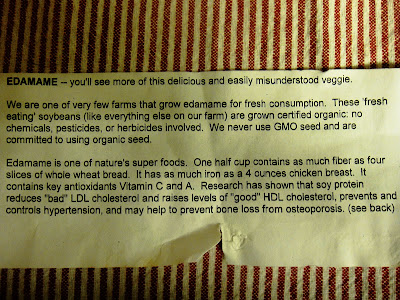 EDAMAME -- you'll see more of this delicious and easily misunderstood veggie.
We are one of very few farms that grow edamame for fresh consumption. These 'fresh
eating' soybeans (like everything else on our farm) are grown certified organic: no
chemicals, pesticides, or herbicides involved. We never use GMO seed and are
committed to using organic seed.
Edamame is one of nature's super foods. One half cup contains as much fiber as four
slices of whole wheat bread. It has as much iron as a 4 ounces chicken breast. It
contains key antioxidants Vitamin C and A. Research has shown that soy protein
reduces "bad" LDL cholesterol and raises levels of "good" HDL cholesterol, prevents and
controls hypertension, and may help to prevent bone loss from osteoporosis. (see back)